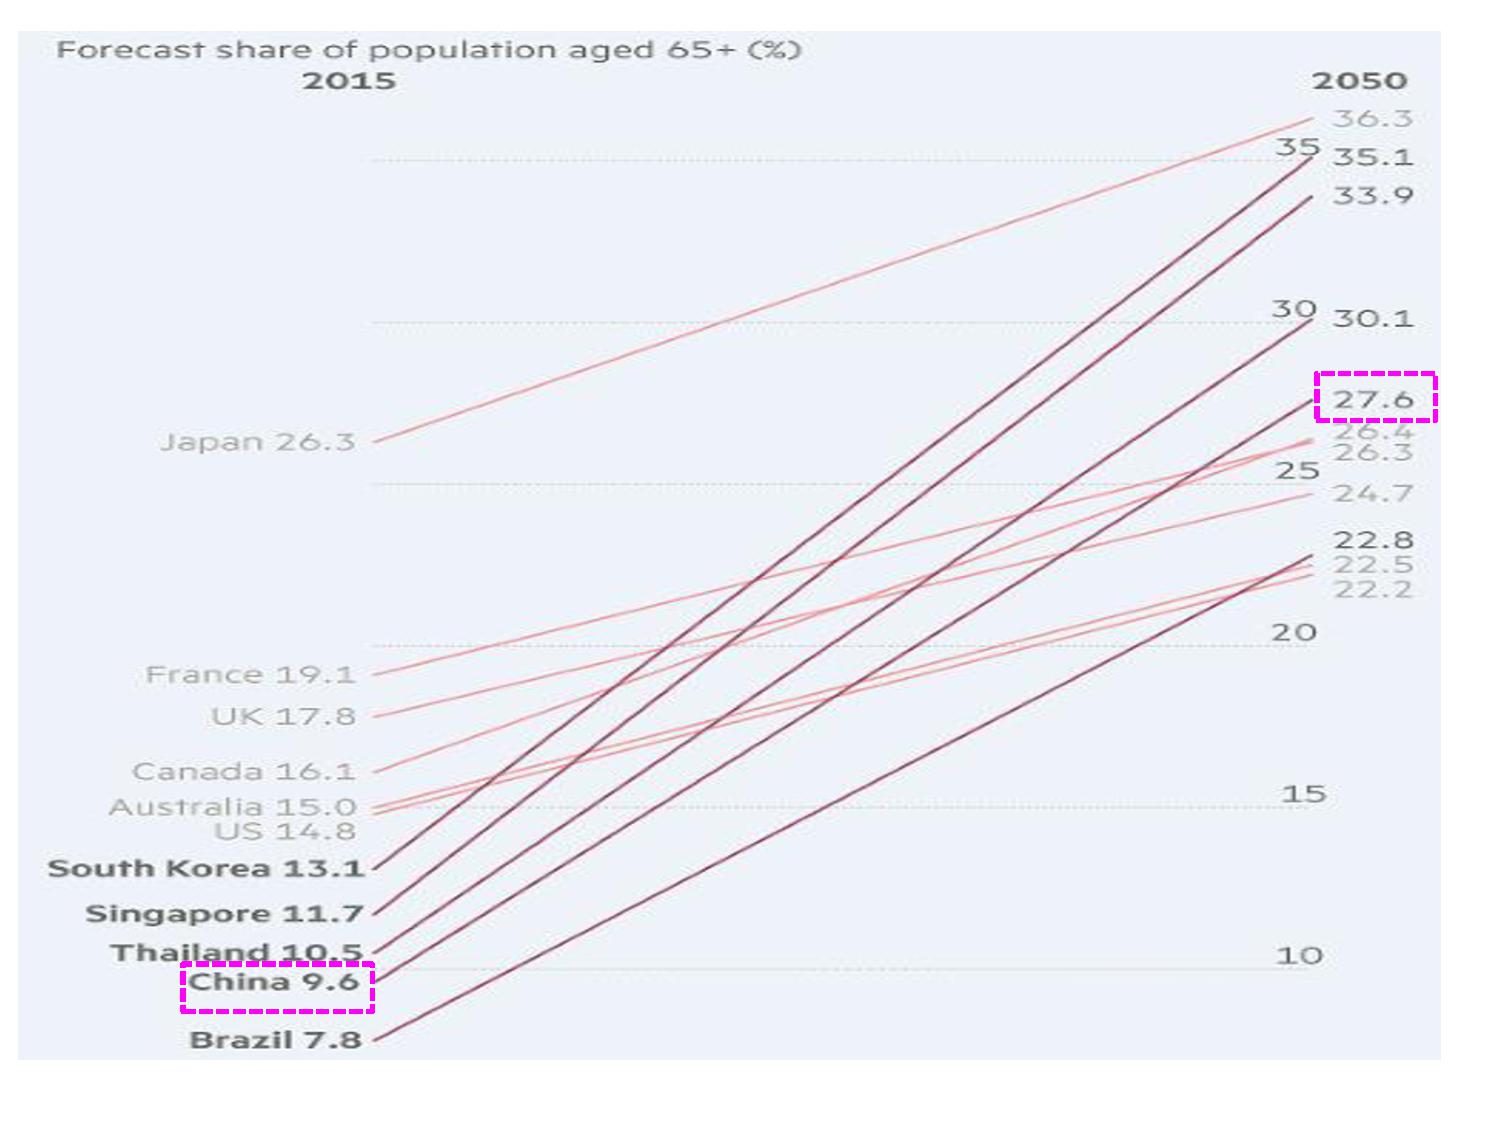 Forecast share of population aged 65+ (%)
2015
2050
36.3
35
35.1
33.9
30
30.1
27.6
26.4
Japan 26.3
26.3
25
24.7
22.8
22.5
22.2
20
France 19.1
UK 17.8
Canada 16.1
15
Australia 15.0
US 14.8
South Korea 13.1
Singapore 11.7
Thailand 10.5
10
China 9.6
Brazil 7.8